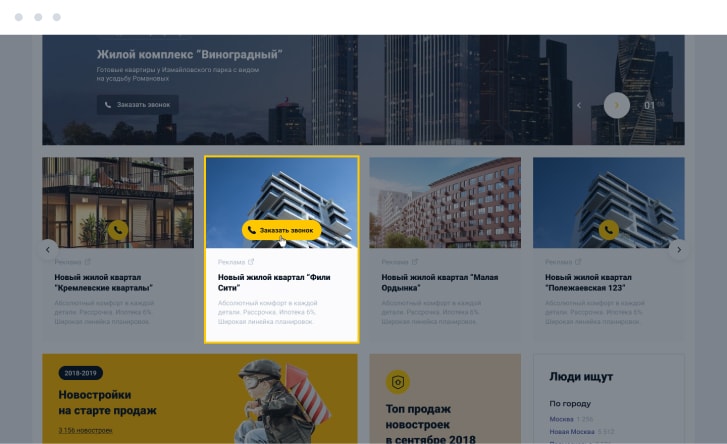 Жилой комплекс “Виноградный”
Готовые квартиры у Измайловского парка с видом
на усадьбу Романовых
Заказать звонок
01
Заказать звонок
Реклама
Новый жилой квартал
“Кремлевские кварталы”
Абсолютный комфорт в каждой
детали. Рассрочка. Ипотека 6%.
Широкая линейка планировок.
Реклама
Новый жилой квартал “Фили
Сити”
Абсолютный комфорт в каждой
детали. Рассрочка. Ипотека 6%.
Широкая линейка планировок.
Реклама
Новый жилой квартал “Малая
Ордынка”
Абсолютный комфорт в каждой
детали. Рассрочка. Ипотека 6%.
Широкая линейка планировок.
Реклама
Новый жилой квартал
“Полежаевская 123”
Абсолютный комфорт в каждой
детали. Рассрочка. Ипотека 6%.
Широкая линейка планировок.
2018-2019
Новостройки
на старте продаж
3 156 новостроек
Топ продаж
новостроек
в сентябре 2018
Люди ищут
По городу
Москва 1 256
Новая Москва 5 512